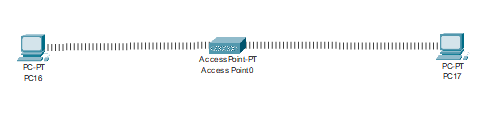 PC-PT
PC16
AccessPoint-PT
Access Point0
PC-PT
PC17